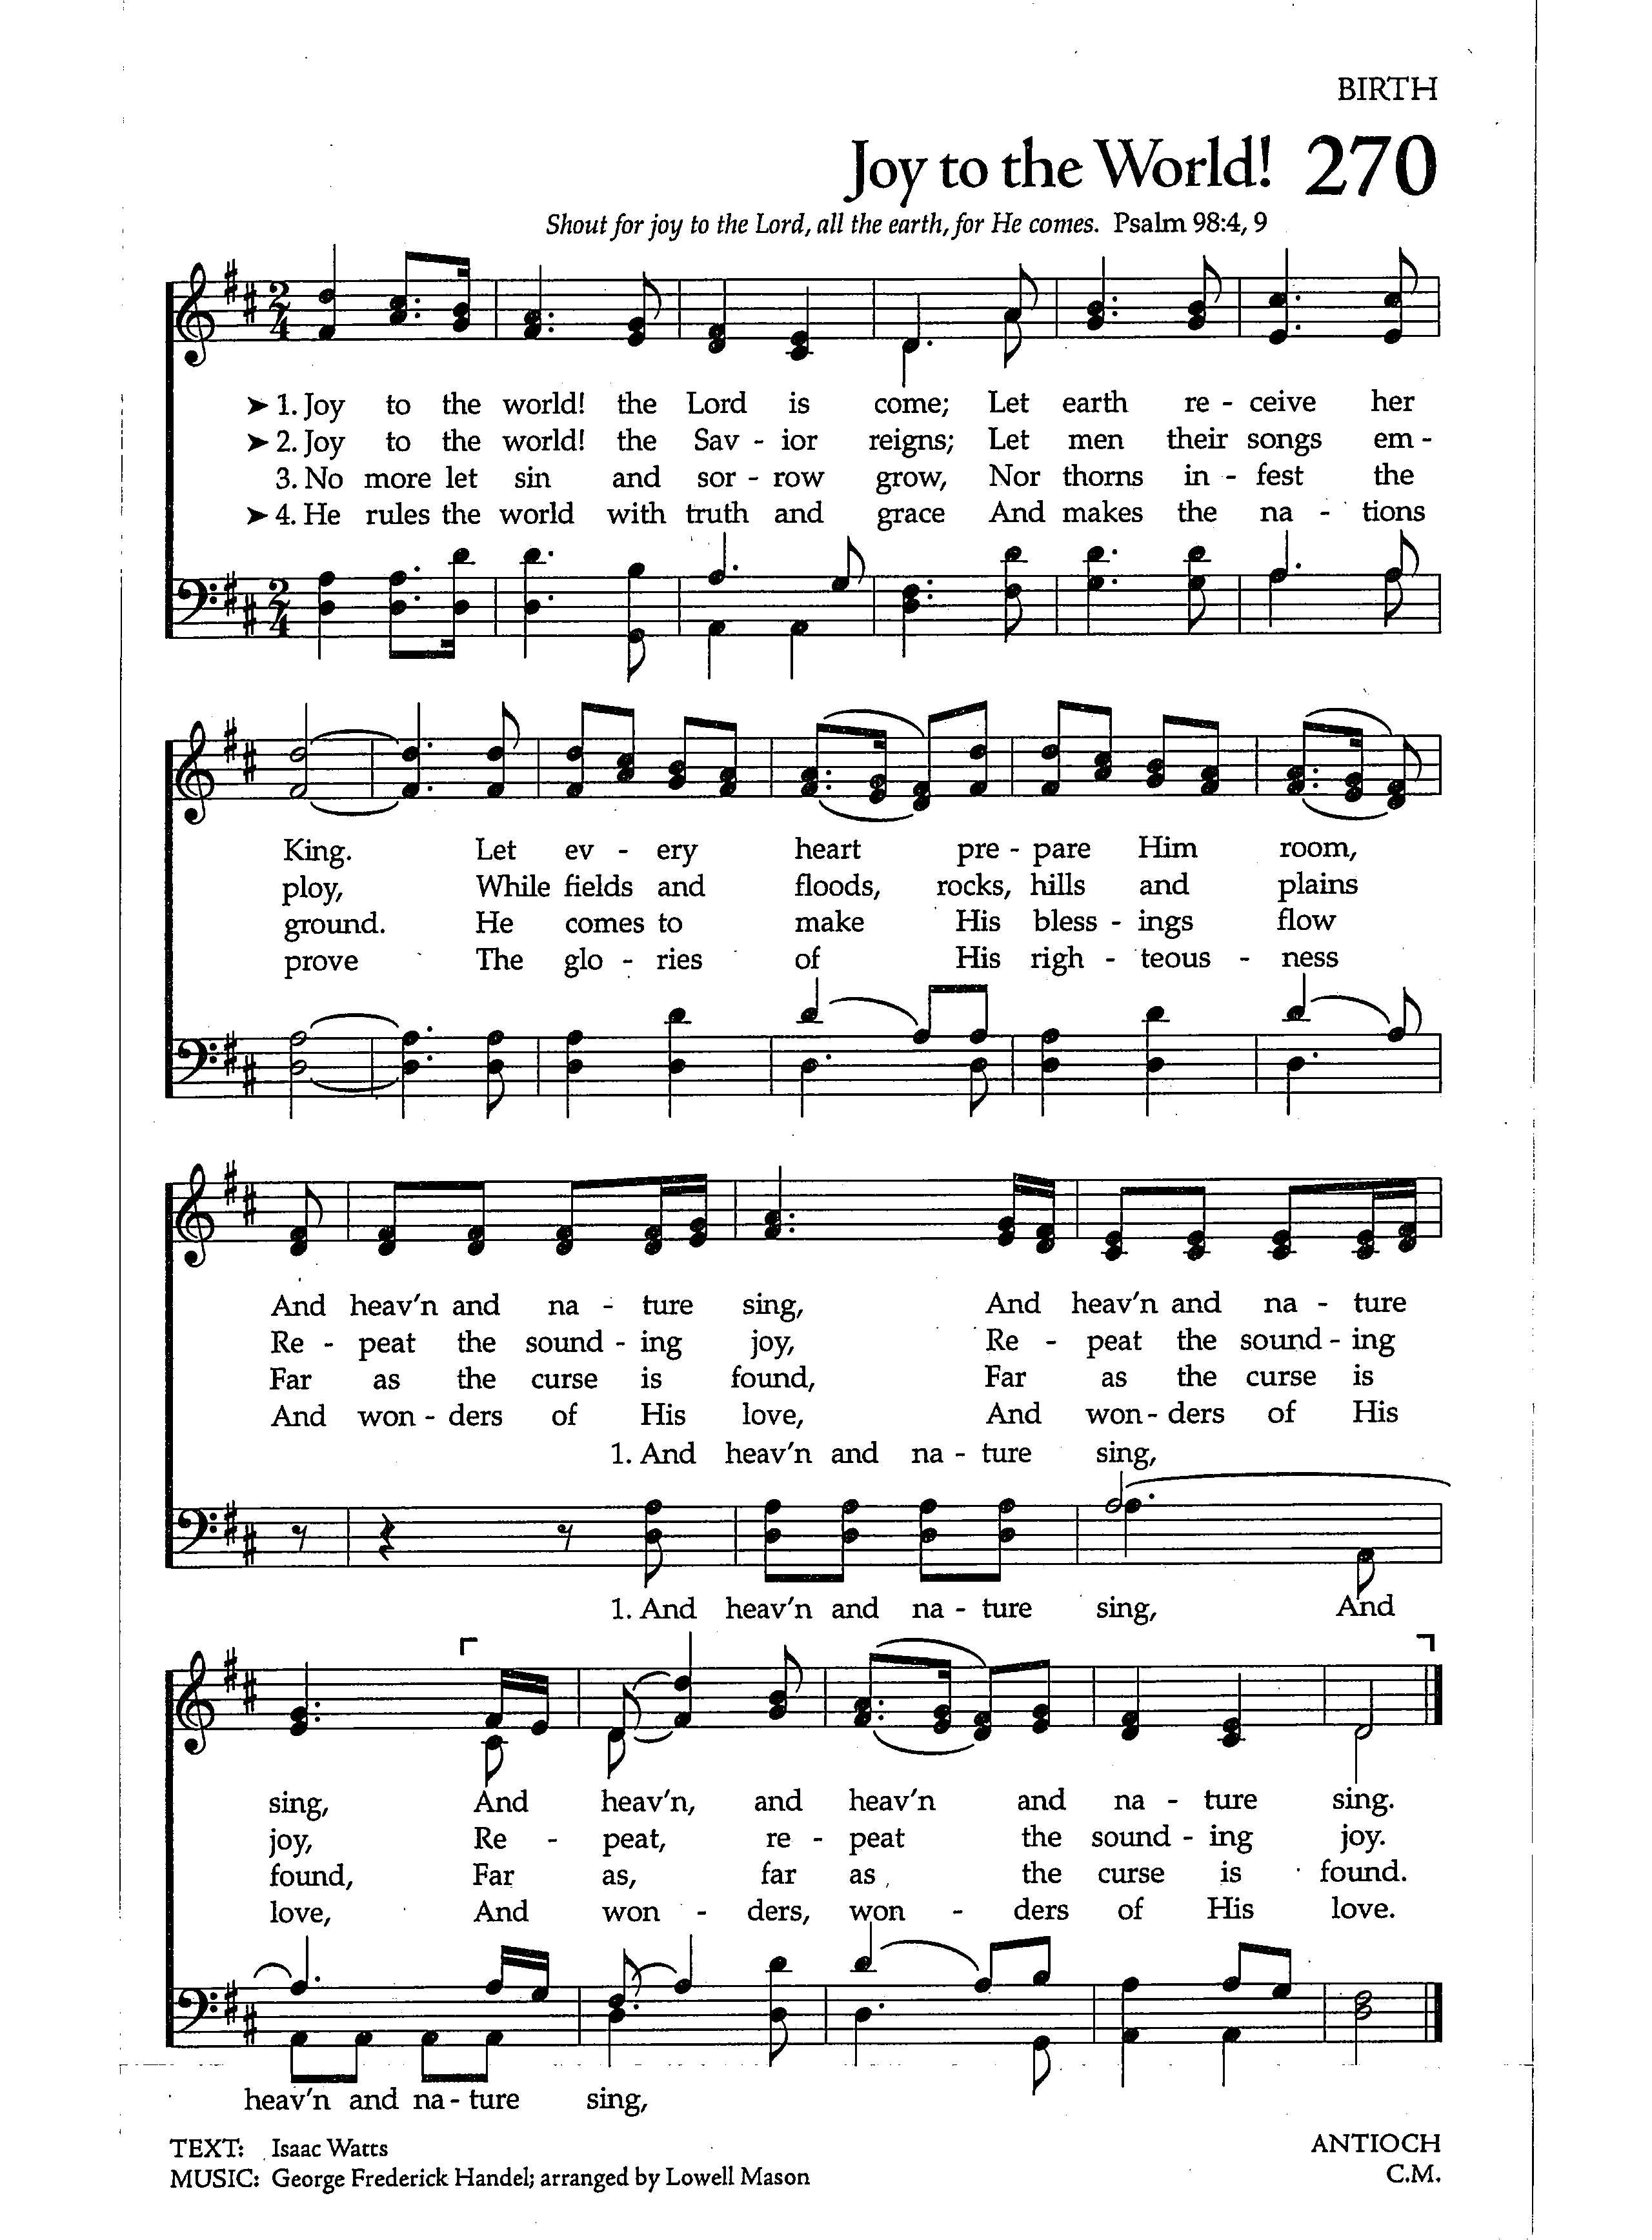 BIRTH
Joy to the World! 270
Shout for joy to the Lord, all the earth, for He comes. Psalm 98:4, 9
2 4
➤ 1. Joy to the world! the Lord is come; Let earth re - ceive her
➤ 2. Joy to the world! the Sav - ior reigns; Let men their songs em -
3. No more let sin and sor - row grow, Nor thorns in - fest the
➤ 4. He rules the world with truth and grace And makes the na - tions
2 4
King. Let ev - ery heart pre - pare Him room,
ploy, While fields and floods, rocks, hills and plains
ground. He comes to make His bless - ings flow
prove The glo - ries of His righ - teous - ness
And heav'n and na - ture sing, And heav'n and na - ture
Re - peat the sound - ing joy, Re - peat the sound - ing
Far as the curse is found, Far as the curse is
And won - ders of His love, And won - ders of His
1. And heav'n and na - ture sing,
1. And heav'n and na - ture sing, And
sing, And heav'n, and heav'n and na - ture sing.
joy, Re - peat, re - peat the sound - ing joy.
found, Far as, far as the curse is found.
love, And won - ders, won - ders of His love.
heav'n and na - ture sing,
TEXT: Isaac Watts
MUSIC: George Frederick Handel; arranged by Lowell Mason
ANTIOCH
C.M.